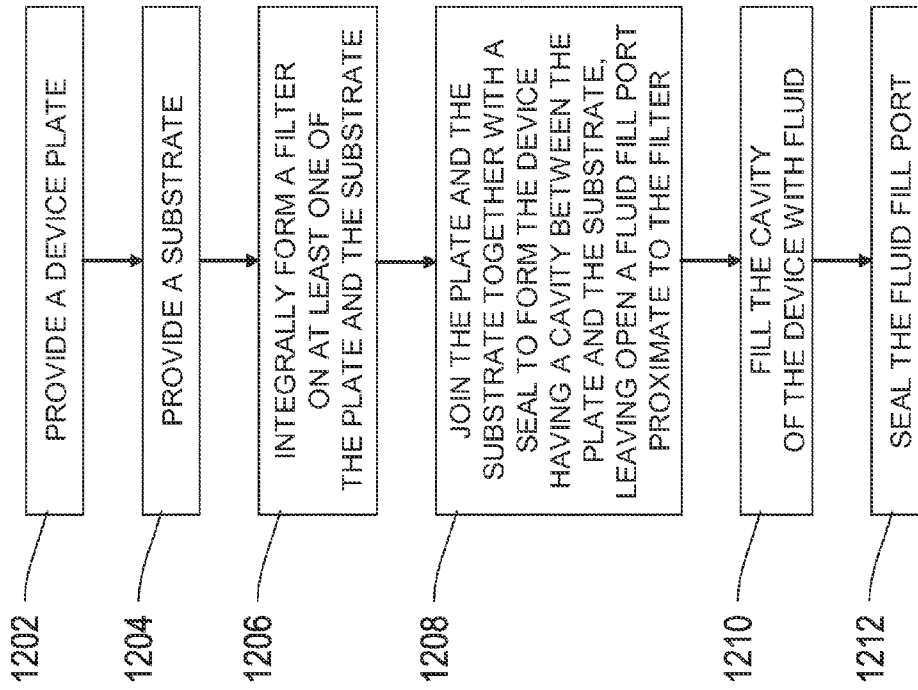 1202
PROVIDE A DEVICE PLATE
1204
PROVIDE A SUBSTRATE
1206
INTEGRALLY FORM A FILTER
ON AT LEAST ONE OF
THE PLATE AND THE SUBSTRATE
1208
JOIN THE PLATE AND THE
SUBSTRATE TOGETHER WITH A
SEAL TO FORM THE DEVICE
HAVING A CAVITY BETWEEN THE
PLATE AND THE SUBSTRATE,
LEAVING OPEN A FLUID FILL PORT
PROXIMATE TO THE FILTER
1210
FILL THE CAVITY
OF THE DEVICE WITH FLUID
1212
SEAL THE FLUID FILL PORT